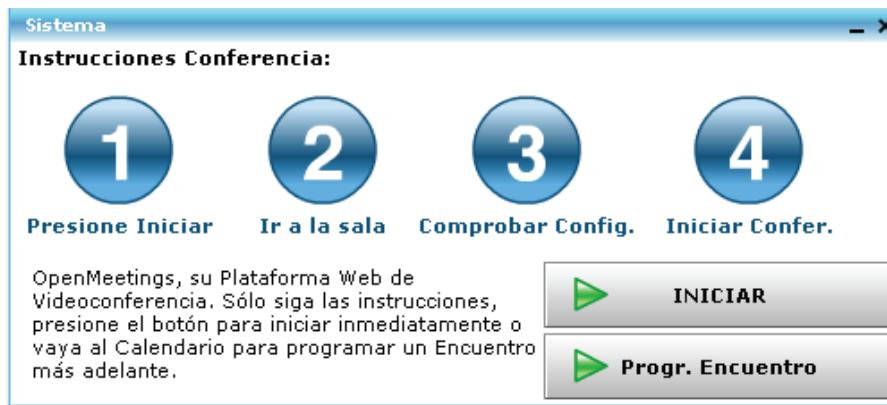 Sistema
Instrucciones Conferencia:
1 2 3 4
Presione Iniciar Ir a la sala Comprobar Config. Iniciar Confer.
OpenMeetings, su Plataforma Web de
Videoconferencia. Sólo siga las instrucciones,
presione el botón para iniciar inmediatamente o
vaya al Calendario para programar un Encuentro
más adelante.
INICIAR
Progr. Encuentro